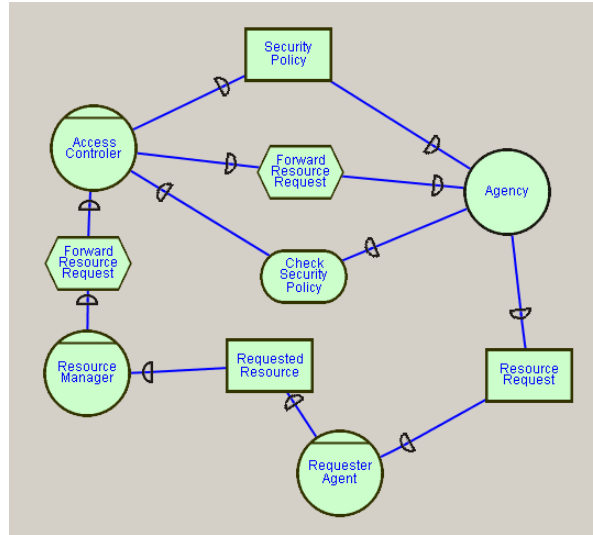 Security
Policy
Access
Controler
Forward
Resource
Request
Agency
Forward
Resource
Request
Check
Security
Policy
Resource
Manager
Requested
Resource
Resource
Request
Requester
Agent